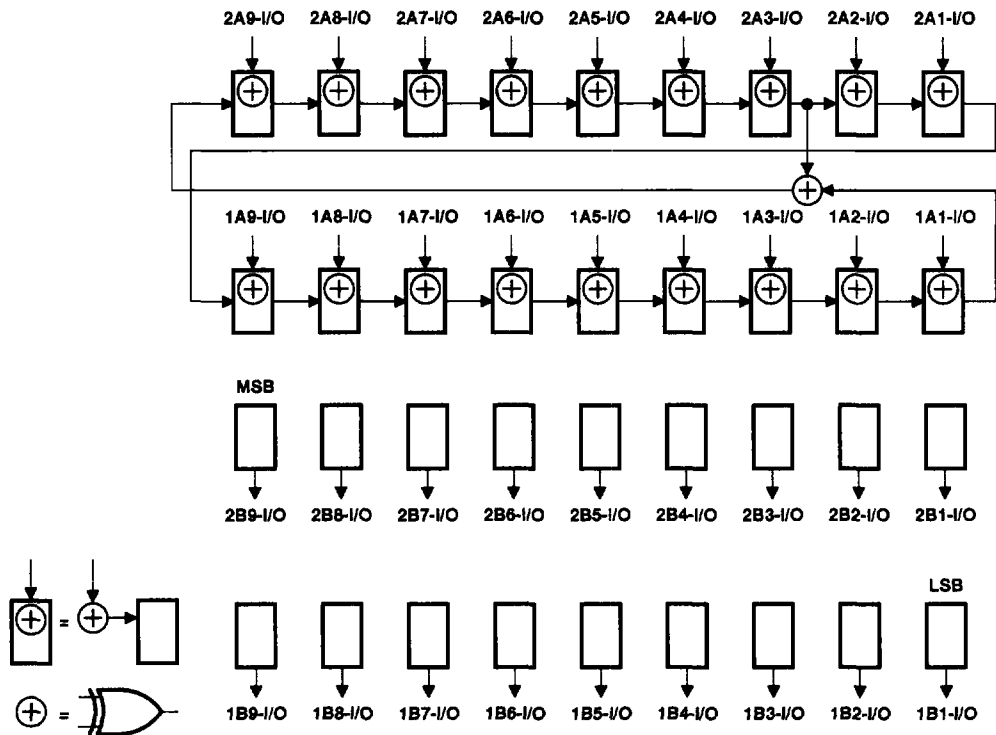 2A9-I/O 2A8-I/O 2A7-I/O 2A6-I/O 2A5-I/O 2A4-I/O 2A3-I/O 2A2-I/O 2A1-I/O
1A9-I/O 1A8-I/O 1A7-I/O 1A6-I/O 1A5-I/O 1A4-I/O 1A3-I/O 1A2-I/O 1A1-I/O
MSB
2B9-I/O 2B8-I/O 2B7-I/O 2B6-I/O 2B5-I/O 2B4-I/O 2B3-I/O 2B2-I/O 2B1-I/O
LSB
=
=
1B9-I/O 1B8-I/O 1B7-I/O 1B6-I/O 1B5-I/O 1B4-I/O 1B3-I/O 1B2-I/O 1B1-I/O